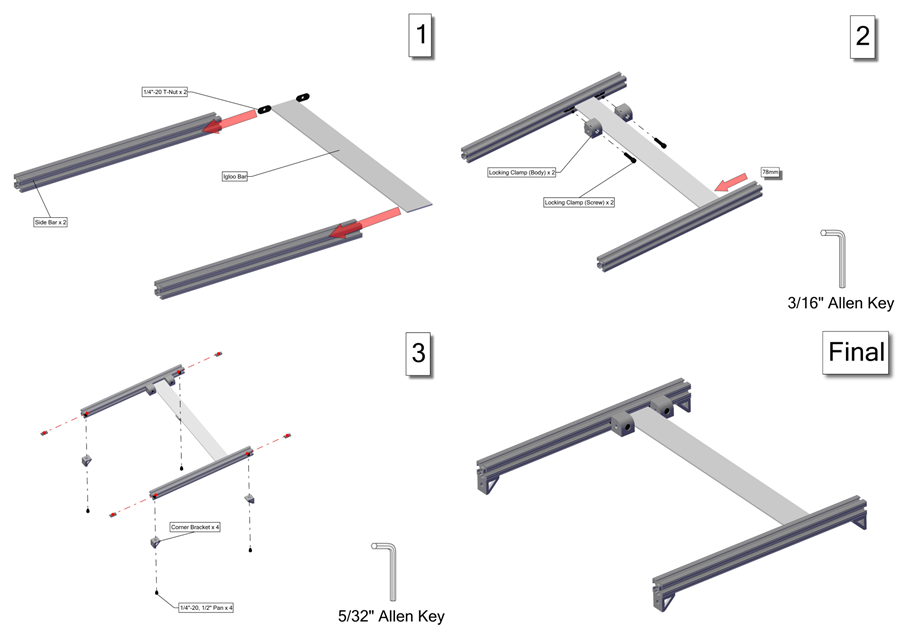 1
1/4"-20 T-Nut x 2
Igloo Bar
Side Bar x 2
2
Locking Clamp (Body) x 2
78mm
Locking Clamp (Screw) x 2
3/16" Allen Key
3
Corner Bracket x 4
1/4"-20, 1/2" Pan x 4
5/32" Allen Key
Final